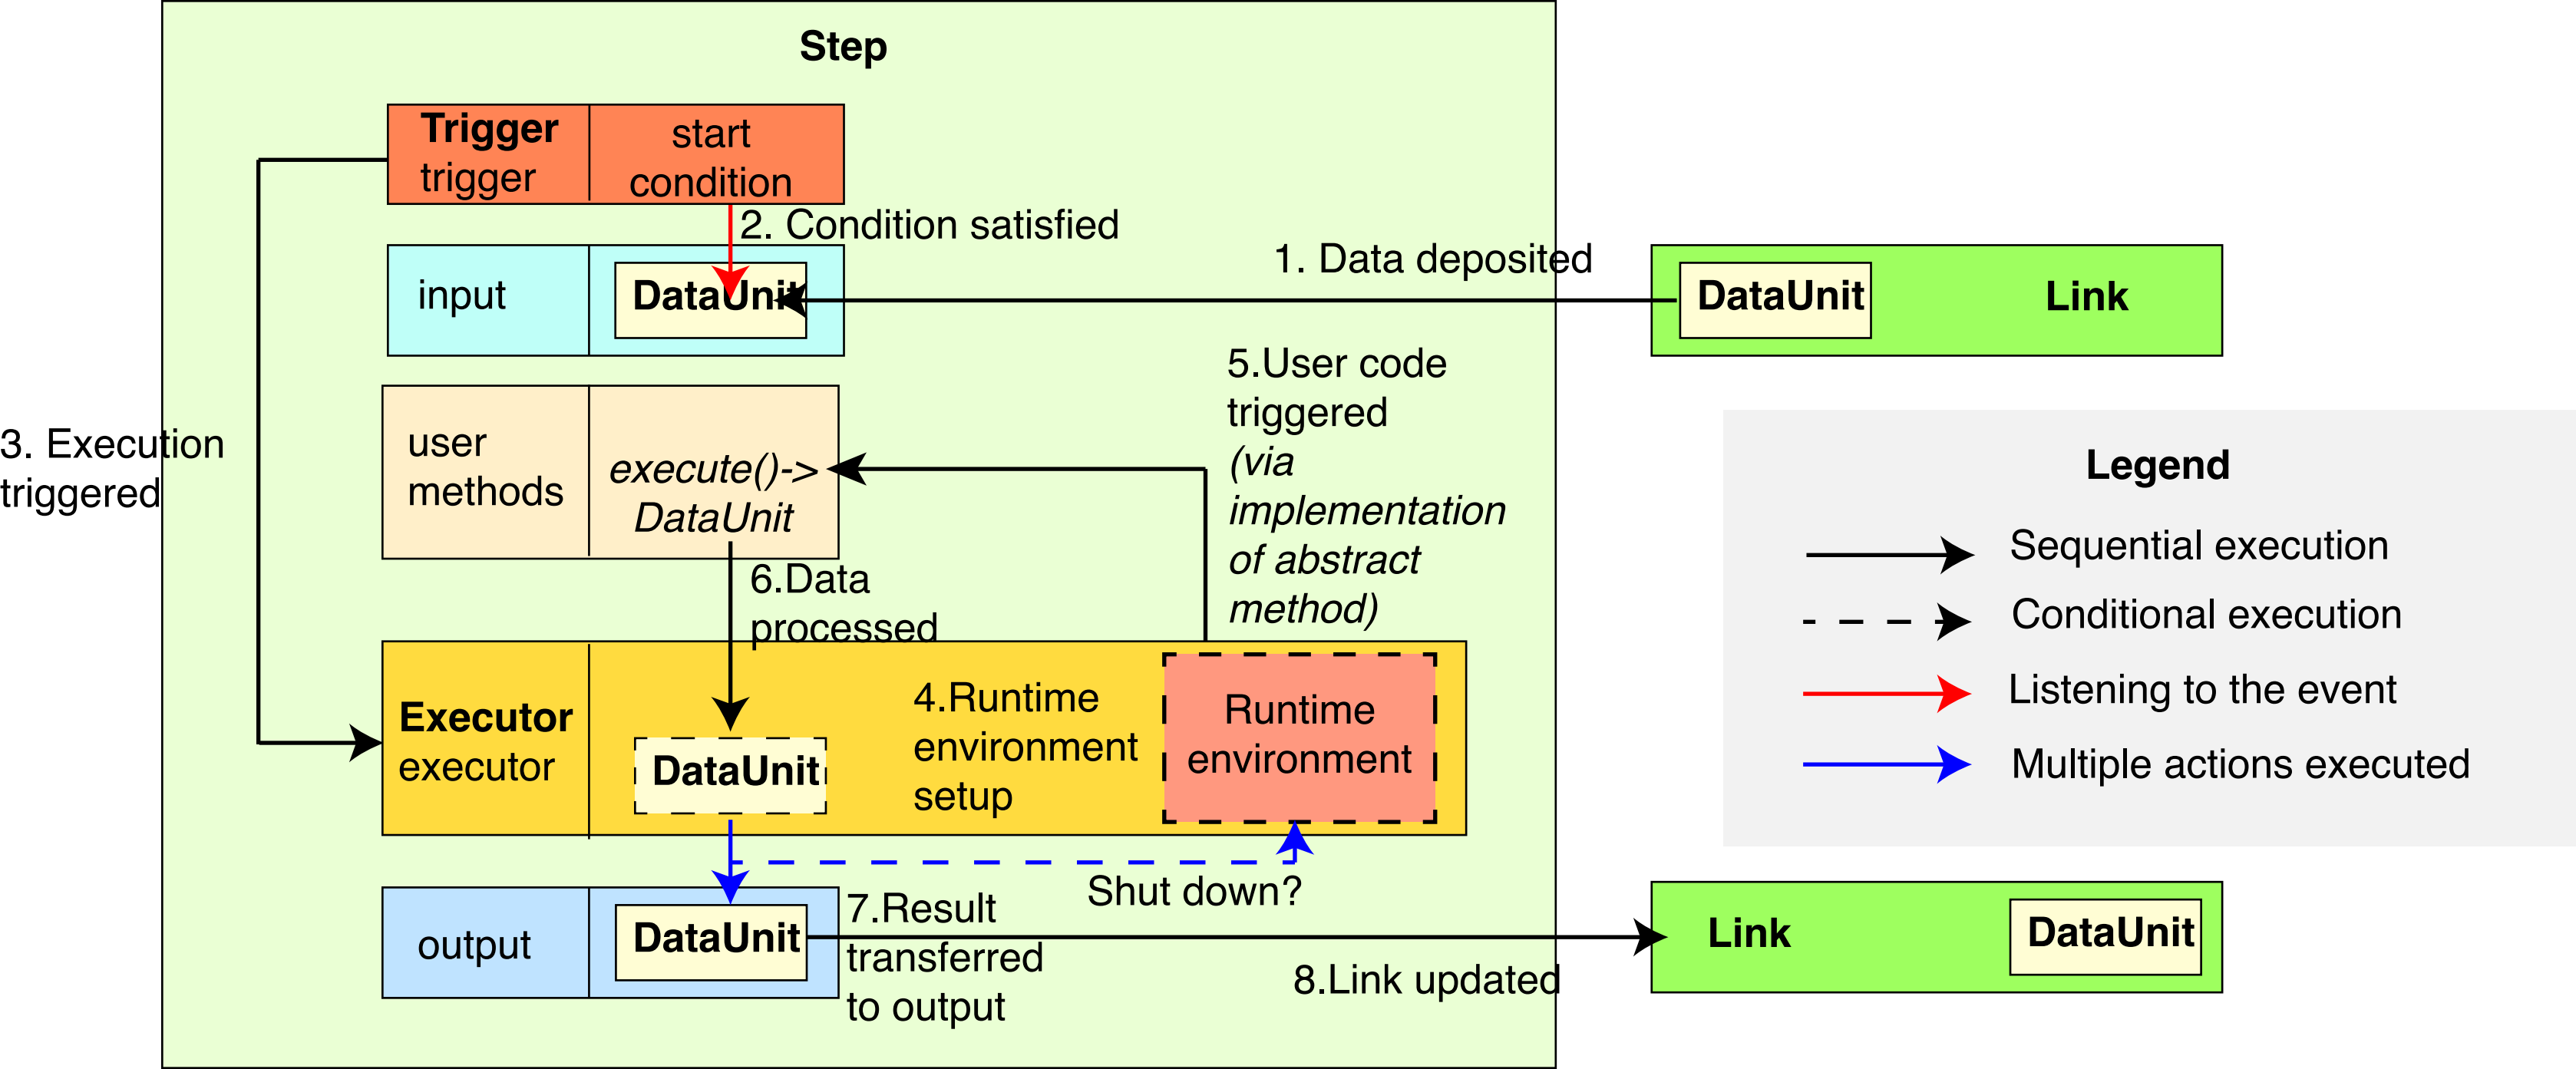 Step
Trigger
trigger
start
condition
2. Condition satisfied
1. Data deposited
input
DataUnit
DataUnit
Link
3. Execution
triggered
user
methods
execute()->
DataUnit
5.User code
triggered
(via
implementation
of abstract
method)
6.Data
processed
Executor
executor
DataUnit
4.Runtime
environment
setup
Runtime
environment
Shut down?
output
DataUnit
7.Result
transferred
to output
8.Link updated
Link
DataUnit
Legend
Sequential execution
Conditional execution
Listening to the event
Multiple actions executed